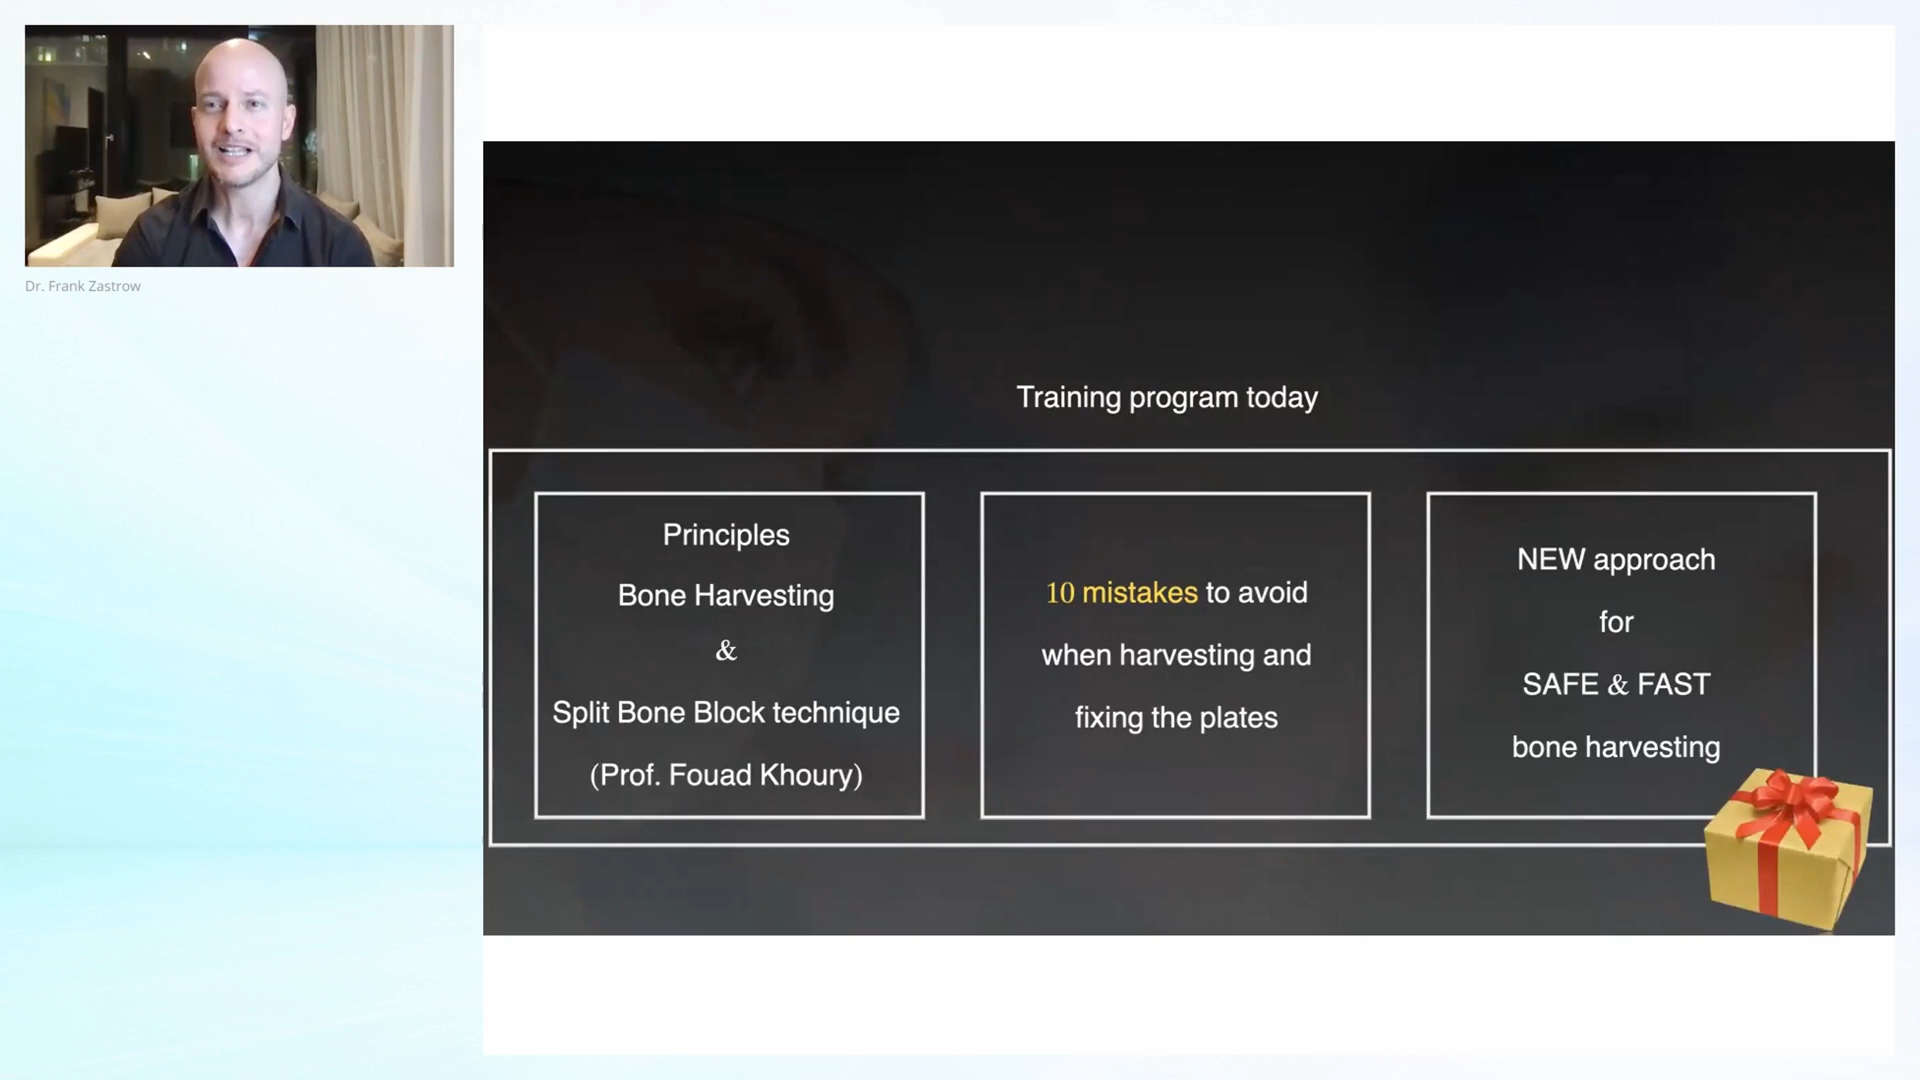 Dr. Frank Zastrow
Training program today
Principles
Bone Harvesting
&
Split Bone Block technique
(Prof. Fouad Khoury)
10 mistakes to avoid
when harvesting and
fixing the plates
NEW approach
for
SAFE & FAST
bone harvesting